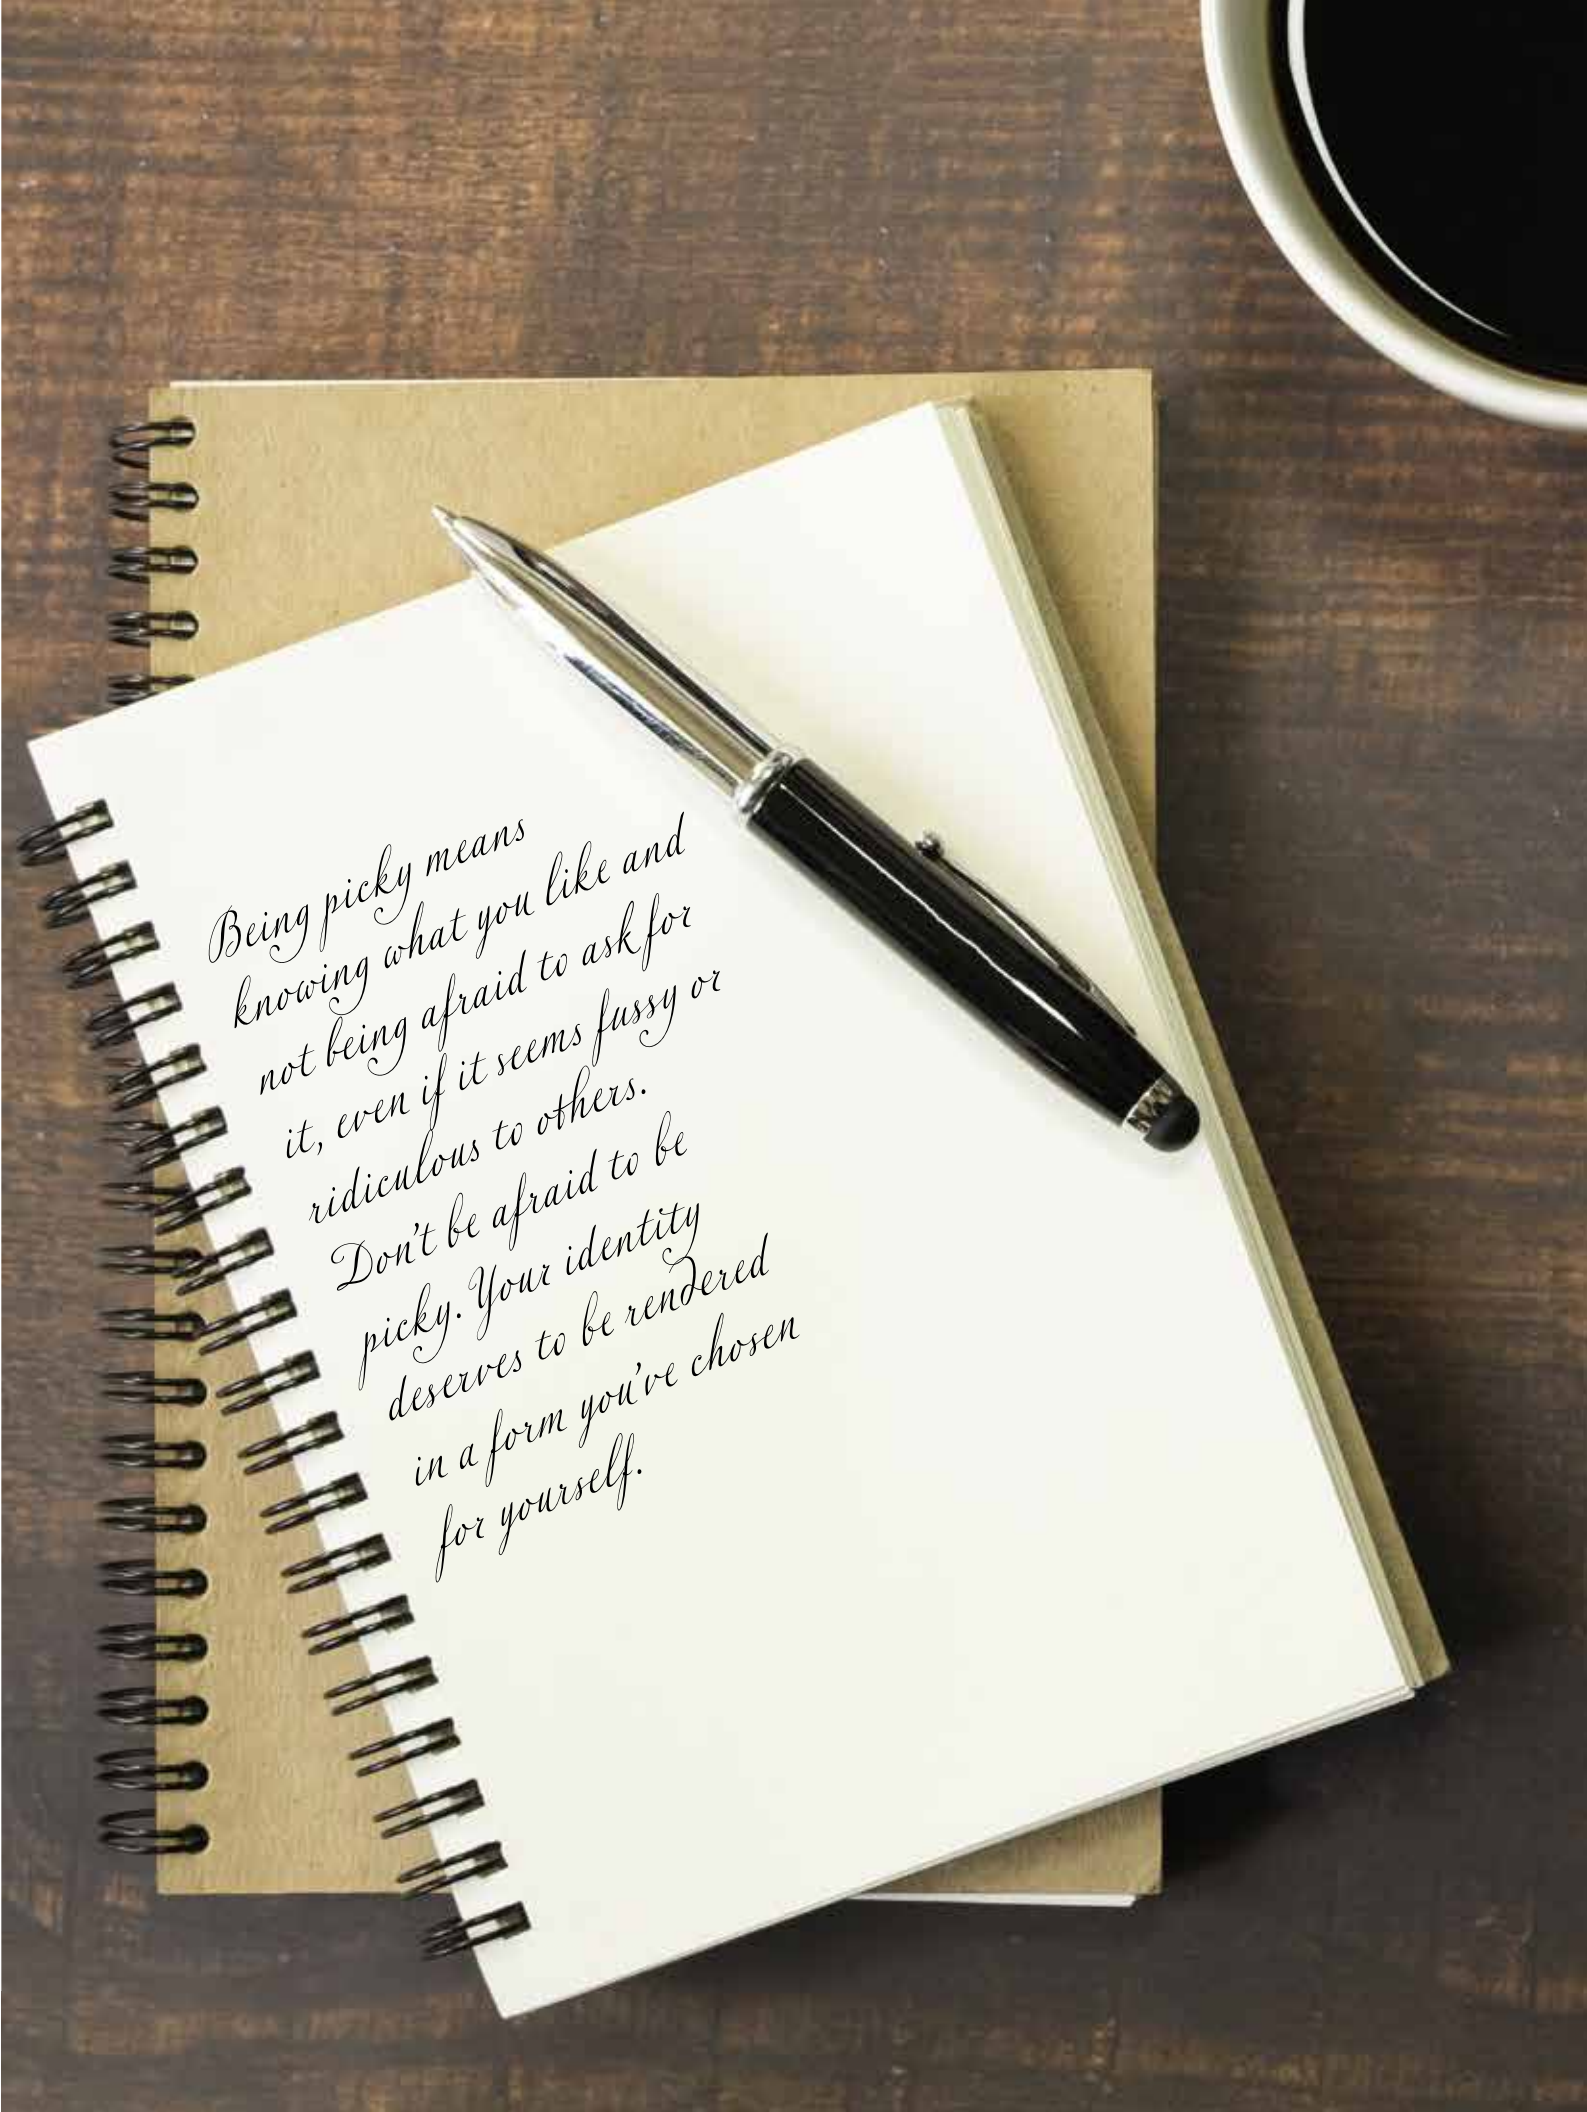 Being picky means
knowing what you like and
not being afraid to ask for
it, even if it seems fussy or
ridiculous to others.
Don't be afraid to be
picky. Your identity
deserves to be rendered
in a form you've chosen
for yourself.